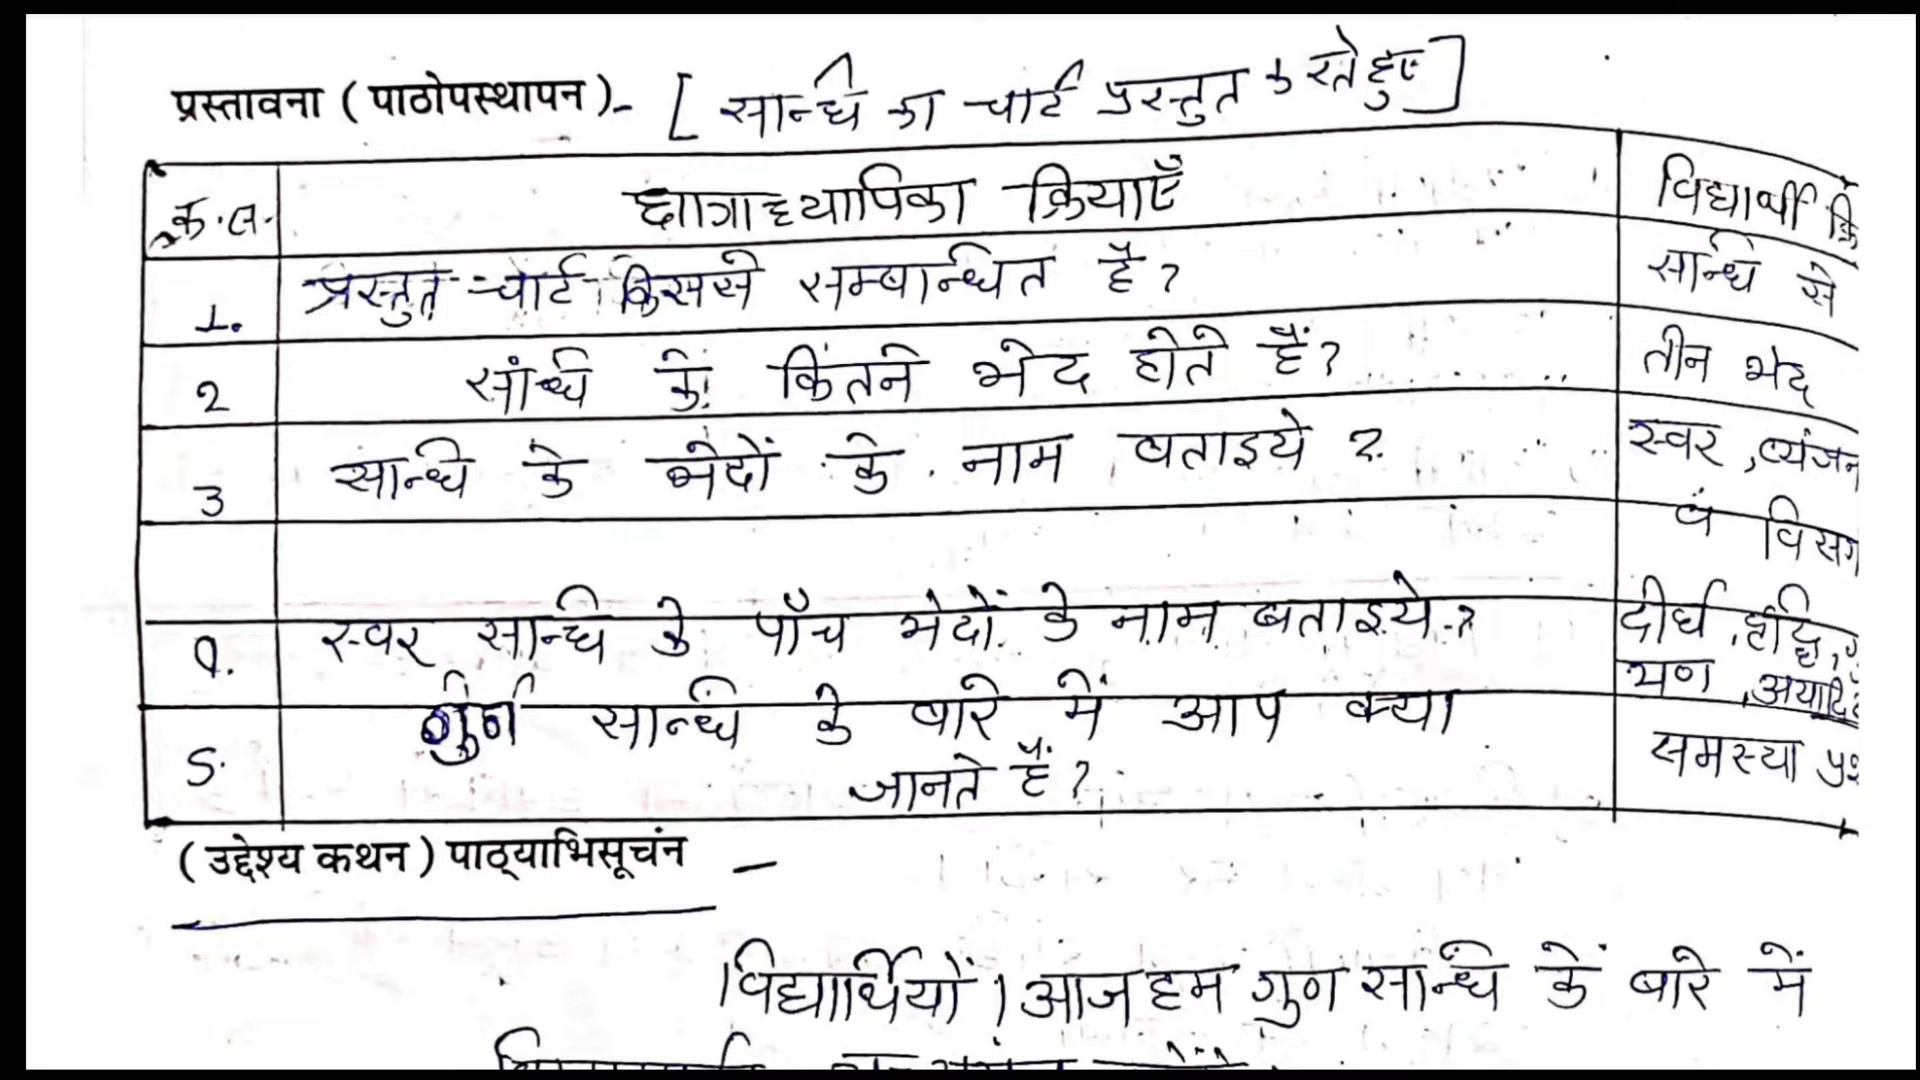 प्रस्तावना ( पाठोपस्थापन )- [ सन्धि का चार्ट प्रस्तुत करते हुए ]
क्र.स. छात्राध्यापिका क्रियाएँ विद्यार्थी क्रि
1. प्रस्तुत चार्ट किससे सम्बन्धित है ? सन्धि से
2 संधि के कितने भेद होते हैं ? तीन भेद
3 सन्धि के भेदों के नाम बताइये ? स्वर , व्यंजन
वं विसर्ग
स्वर सन्धि के पाँच भेदों के नाम बताइये ? दीर्घ , वृद्धि ,
यण , अयादि
5. गुण सन्धि के बारे में आप क्या समस्या प्रश्
जानते हैं ?
( उद्देश्य कथन ) पाठ्याभिसूचंन -
विद्यार्थियों । आज हम गुण सन्धि के बारे में